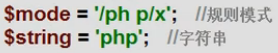 $mode = '/ph p/x';   //规则模式
$string = 'php';   //字符串